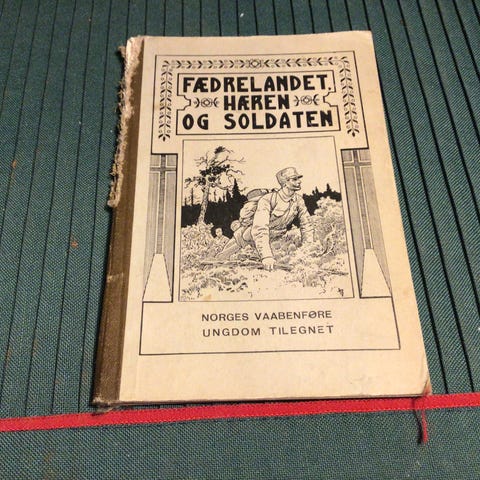 FÆDRELANDET,
HÆREN
OG SOLDATEN
NORGES VAABENFØRE
UNGDOM TILEGNET